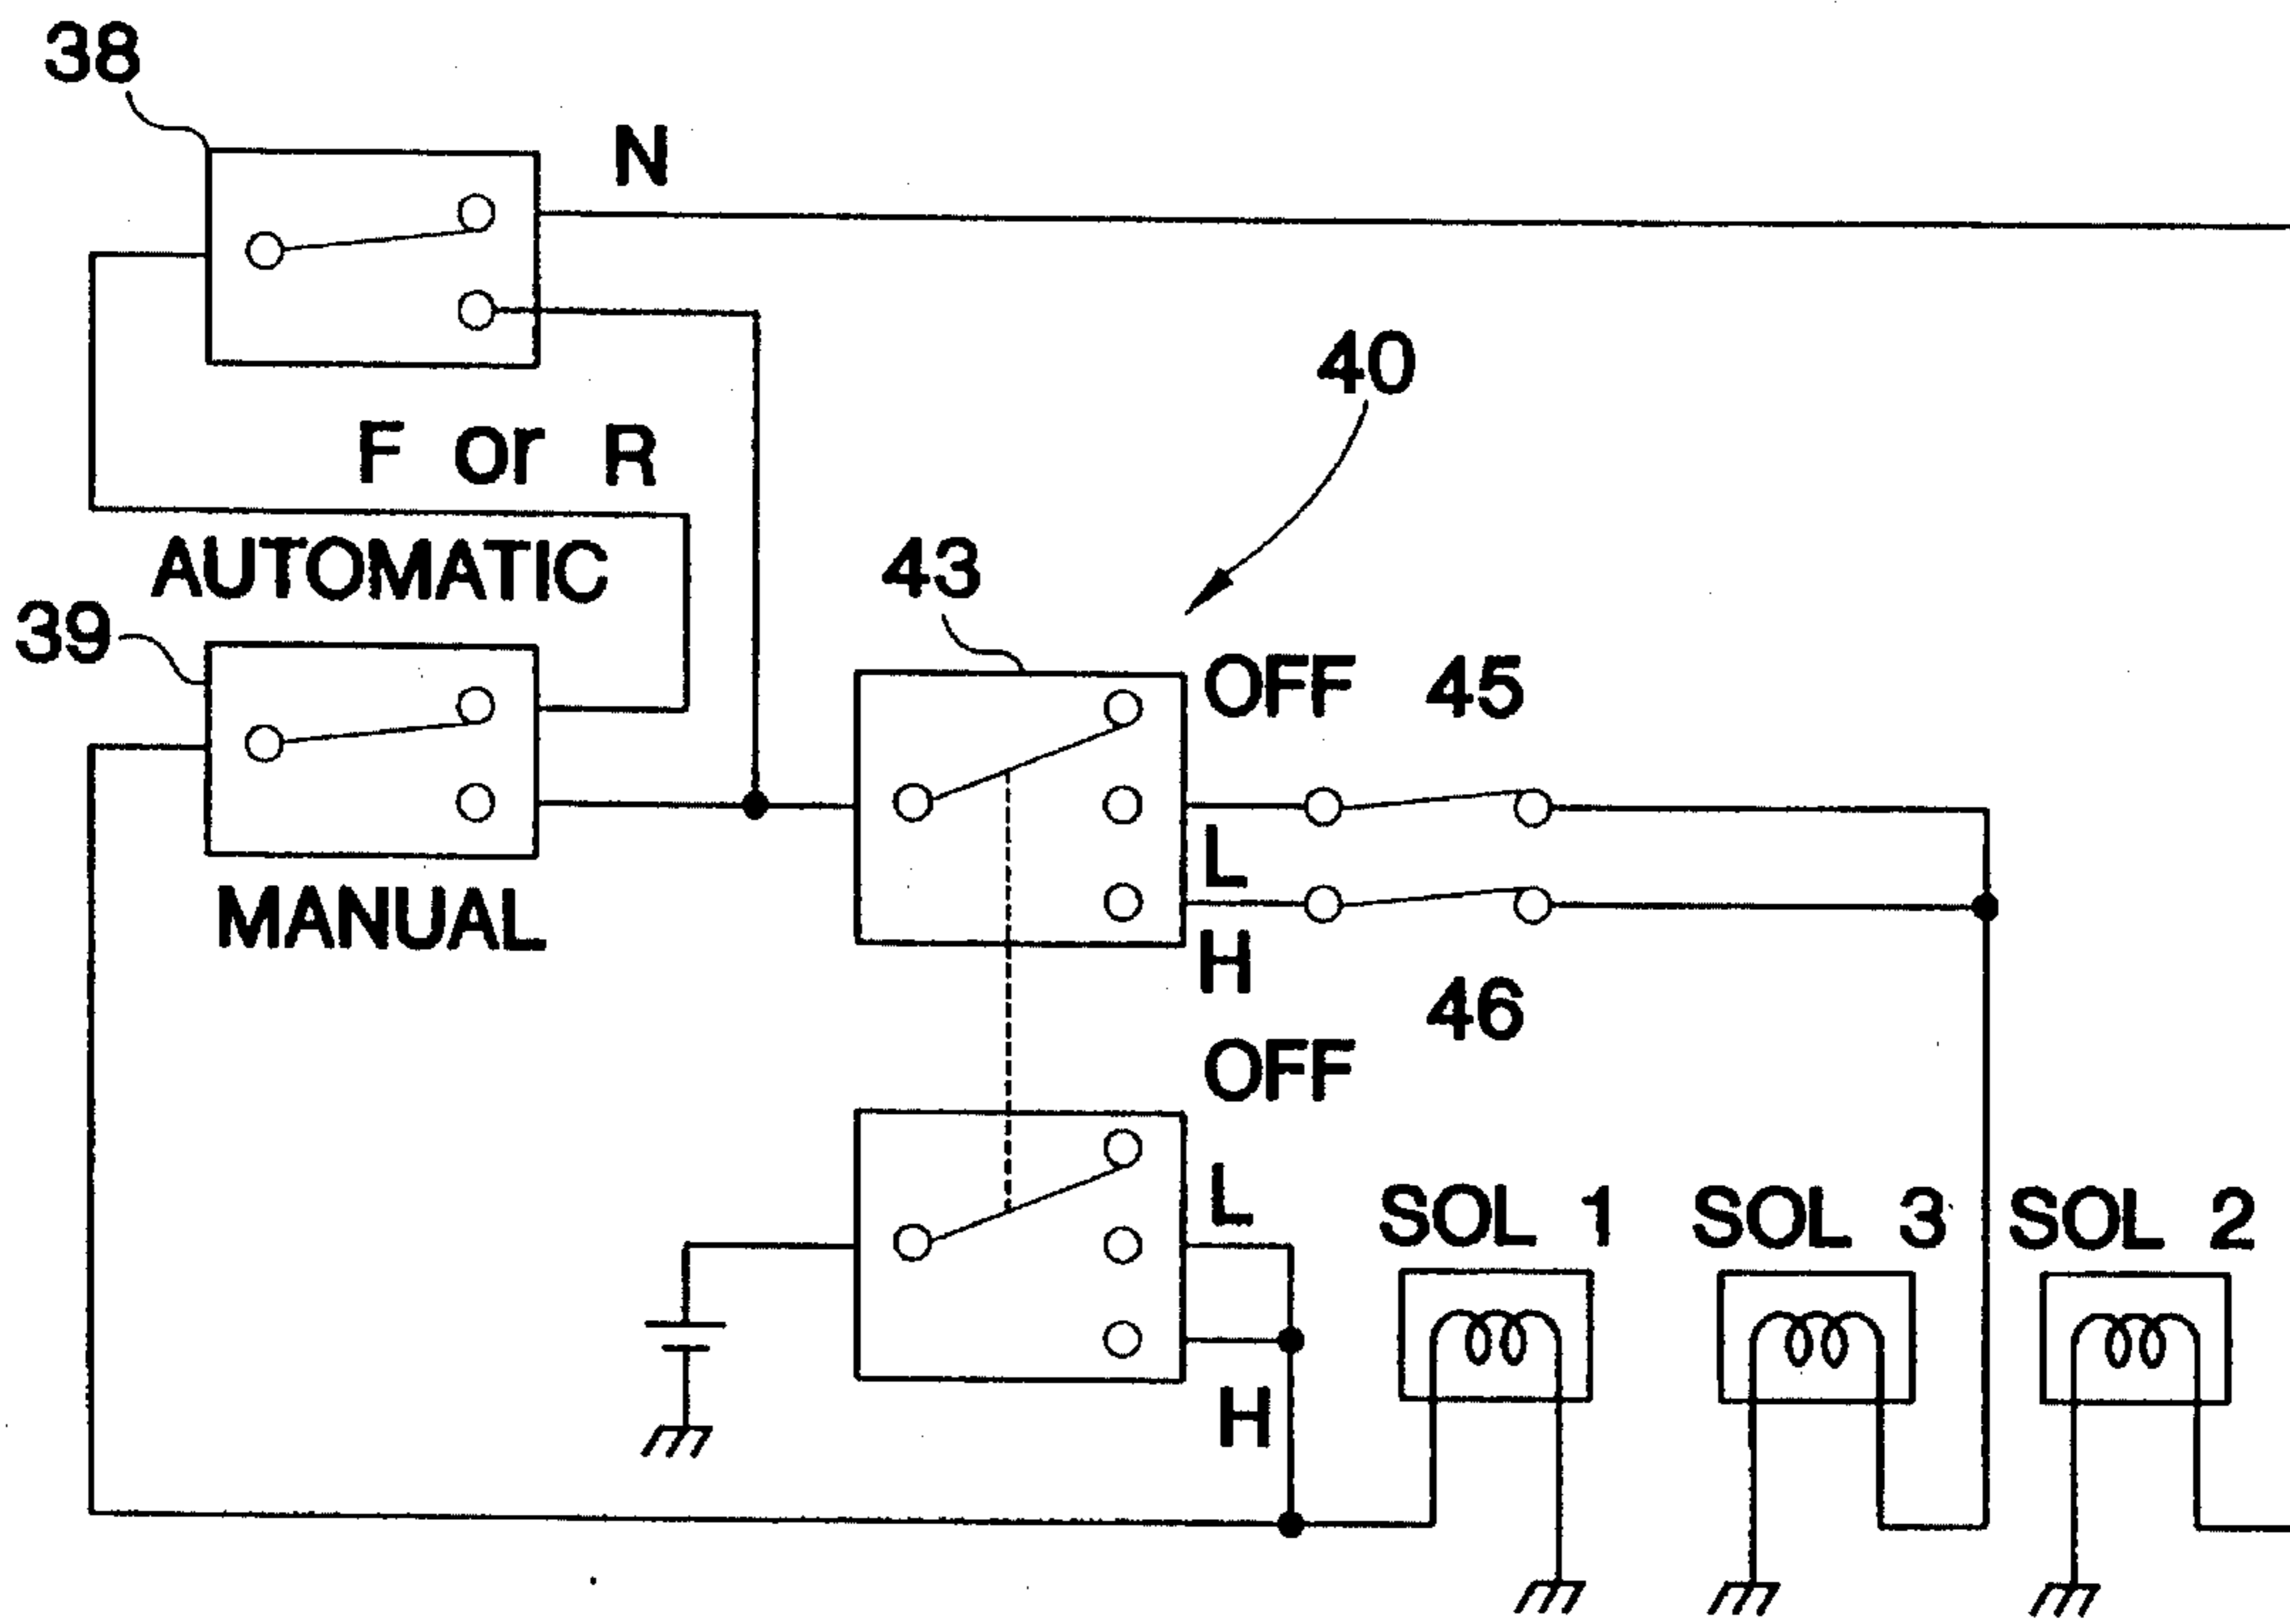 38
N
40
F or R
AUTOMATIC
43
39
OFF 45
L
MANUAL
H
46
OFF
L
SOL 1 SOL 3 SOL 2
H